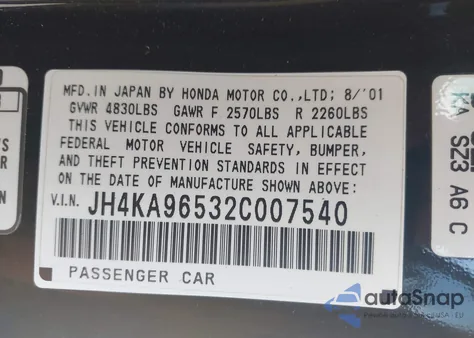 MFD. IN JAPAN BY HONDA MOTOR CO.,LTD; 8/'01
GVWR 4830LBS GAWR F 2570LBS R 2260LBS
THIS VEHICLE CONFORMS TO ALL APPLICABLE
FEDERAL MOTOR VEHICLE SAFETY, BUMPER,
AND THEFT PREVENTION STANDARDS IN EFFECT
ON THE DATE OF MANUFACTURE SHOWN ABOVE:
V.I.N. JH4KA96532C007540
PASSENGER CAR
KA
SZ3 A6 C
autoSnap